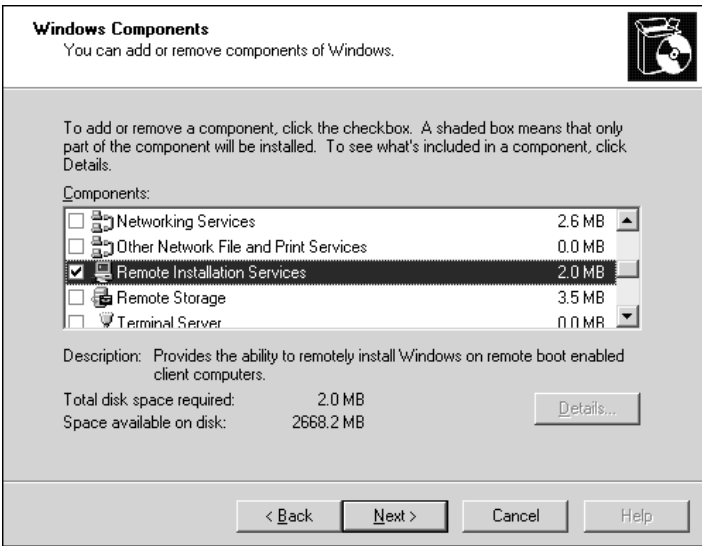 Windows Components
You can add or remove components of Windows.
To add or remove a component, click the checkbox. A shaded box means that only
part of the component will be installed. To see what's included in a component, click
Details.
Components:
Networking Services 2.6 MB
Other Network File and Print Services 0.0 MB
Remote Installation Services 2.0 MB
Remote Storage 3.5 MB
Terminal Server 0.0 MB
Description: Provides the ability to remotely install Windows on remote boot enabled
client computers.
Total disk space required: 2.0 MB
Space available on disk: 2668.2 MB
Details...
< Back Next > Cancel Help